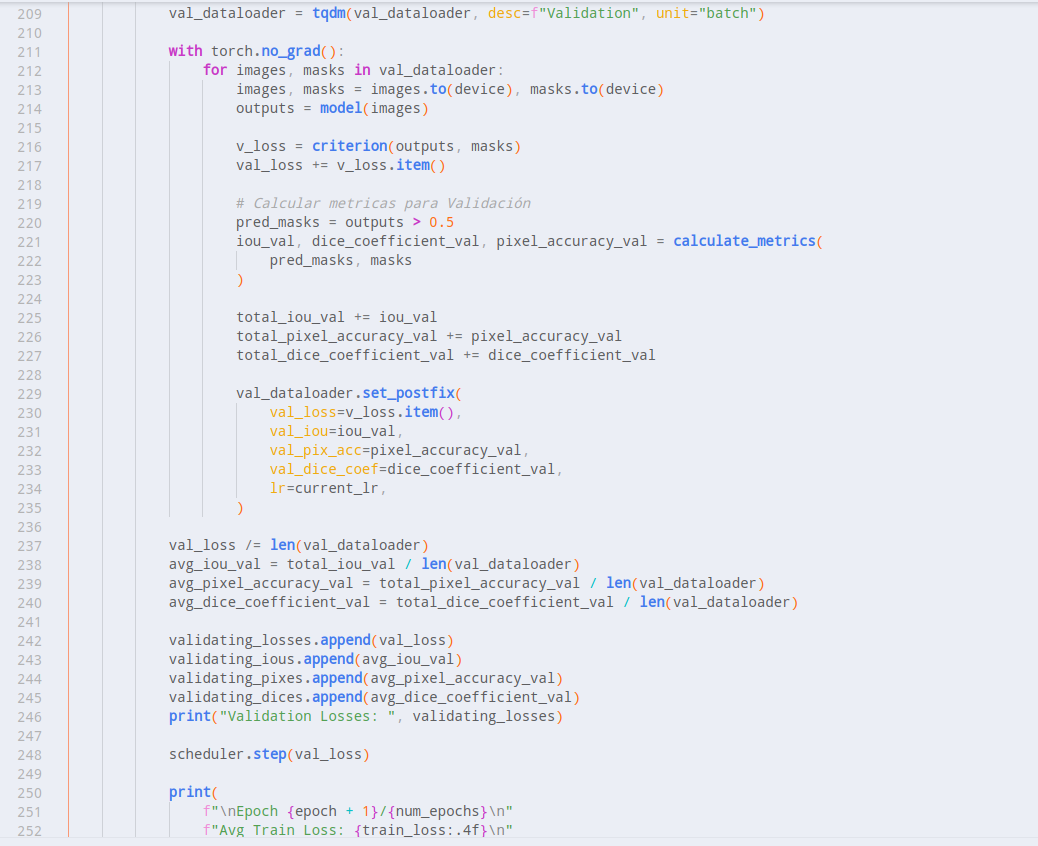 209 val_dataloader = tqdm(val_dataloader, desc=f"Validation", unit="batch")
210
211 with torch.no_grad():
212 for images, masks in val_dataloader:
213 images, masks = images.to(device), masks.to(device)
214 outputs = model(images)
215
216 v_loss = criterion(outputs, masks)
217 val_loss += v_loss.item()
218
219 # Calcular metricas para Validación
220 pred_masks = outputs > 0.5
221 iou_val, dice_coefficient_val, pixel_accuracy_val = calculate_metrics(
222 pred_masks, masks
223 )
224
225 total_iou_val += iou_val
226 total_pixel_accuracy_val += pixel_accuracy_val
227 total_dice_coefficient_val += dice_coefficient_val
228
229 val_dataloader.set_postfix(
230 val_loss=v_loss.item(),
231 val_iou=iou_val,
232 val_pix_acc=pixel_accuracy_val,
233 val_dice_coef=dice_coefficient_val,
234 lr=current_lr,
235 )
236
237 val_loss /= len(val_dataloader)
238 avg_iou_val = total_iou_val / len(val_dataloader)
239 avg_pixel_accuracy_val = total_pixel_accuracy_val / len(val_dataloader)
240 avg_dice_coefficient_val = total_dice_coefficient_val / len(val_dataloader)
241
242 validating_losses.append(val_loss)
243 validating_ious.append(avg_iou_val)
244 validating_pixes.append(avg_pixel_accuracy_val)
245 validating_dices.append(avg_dice_coefficient_val)
246 print("Validation Losses: ", validating_losses)
247
248 scheduler.step(val_loss)
249
250 print(
251 f"\nEpoch {epoch + 1}/{num_epochs}\n"
252 f"Avg Train Loss: {train_loss:.4f}\n"